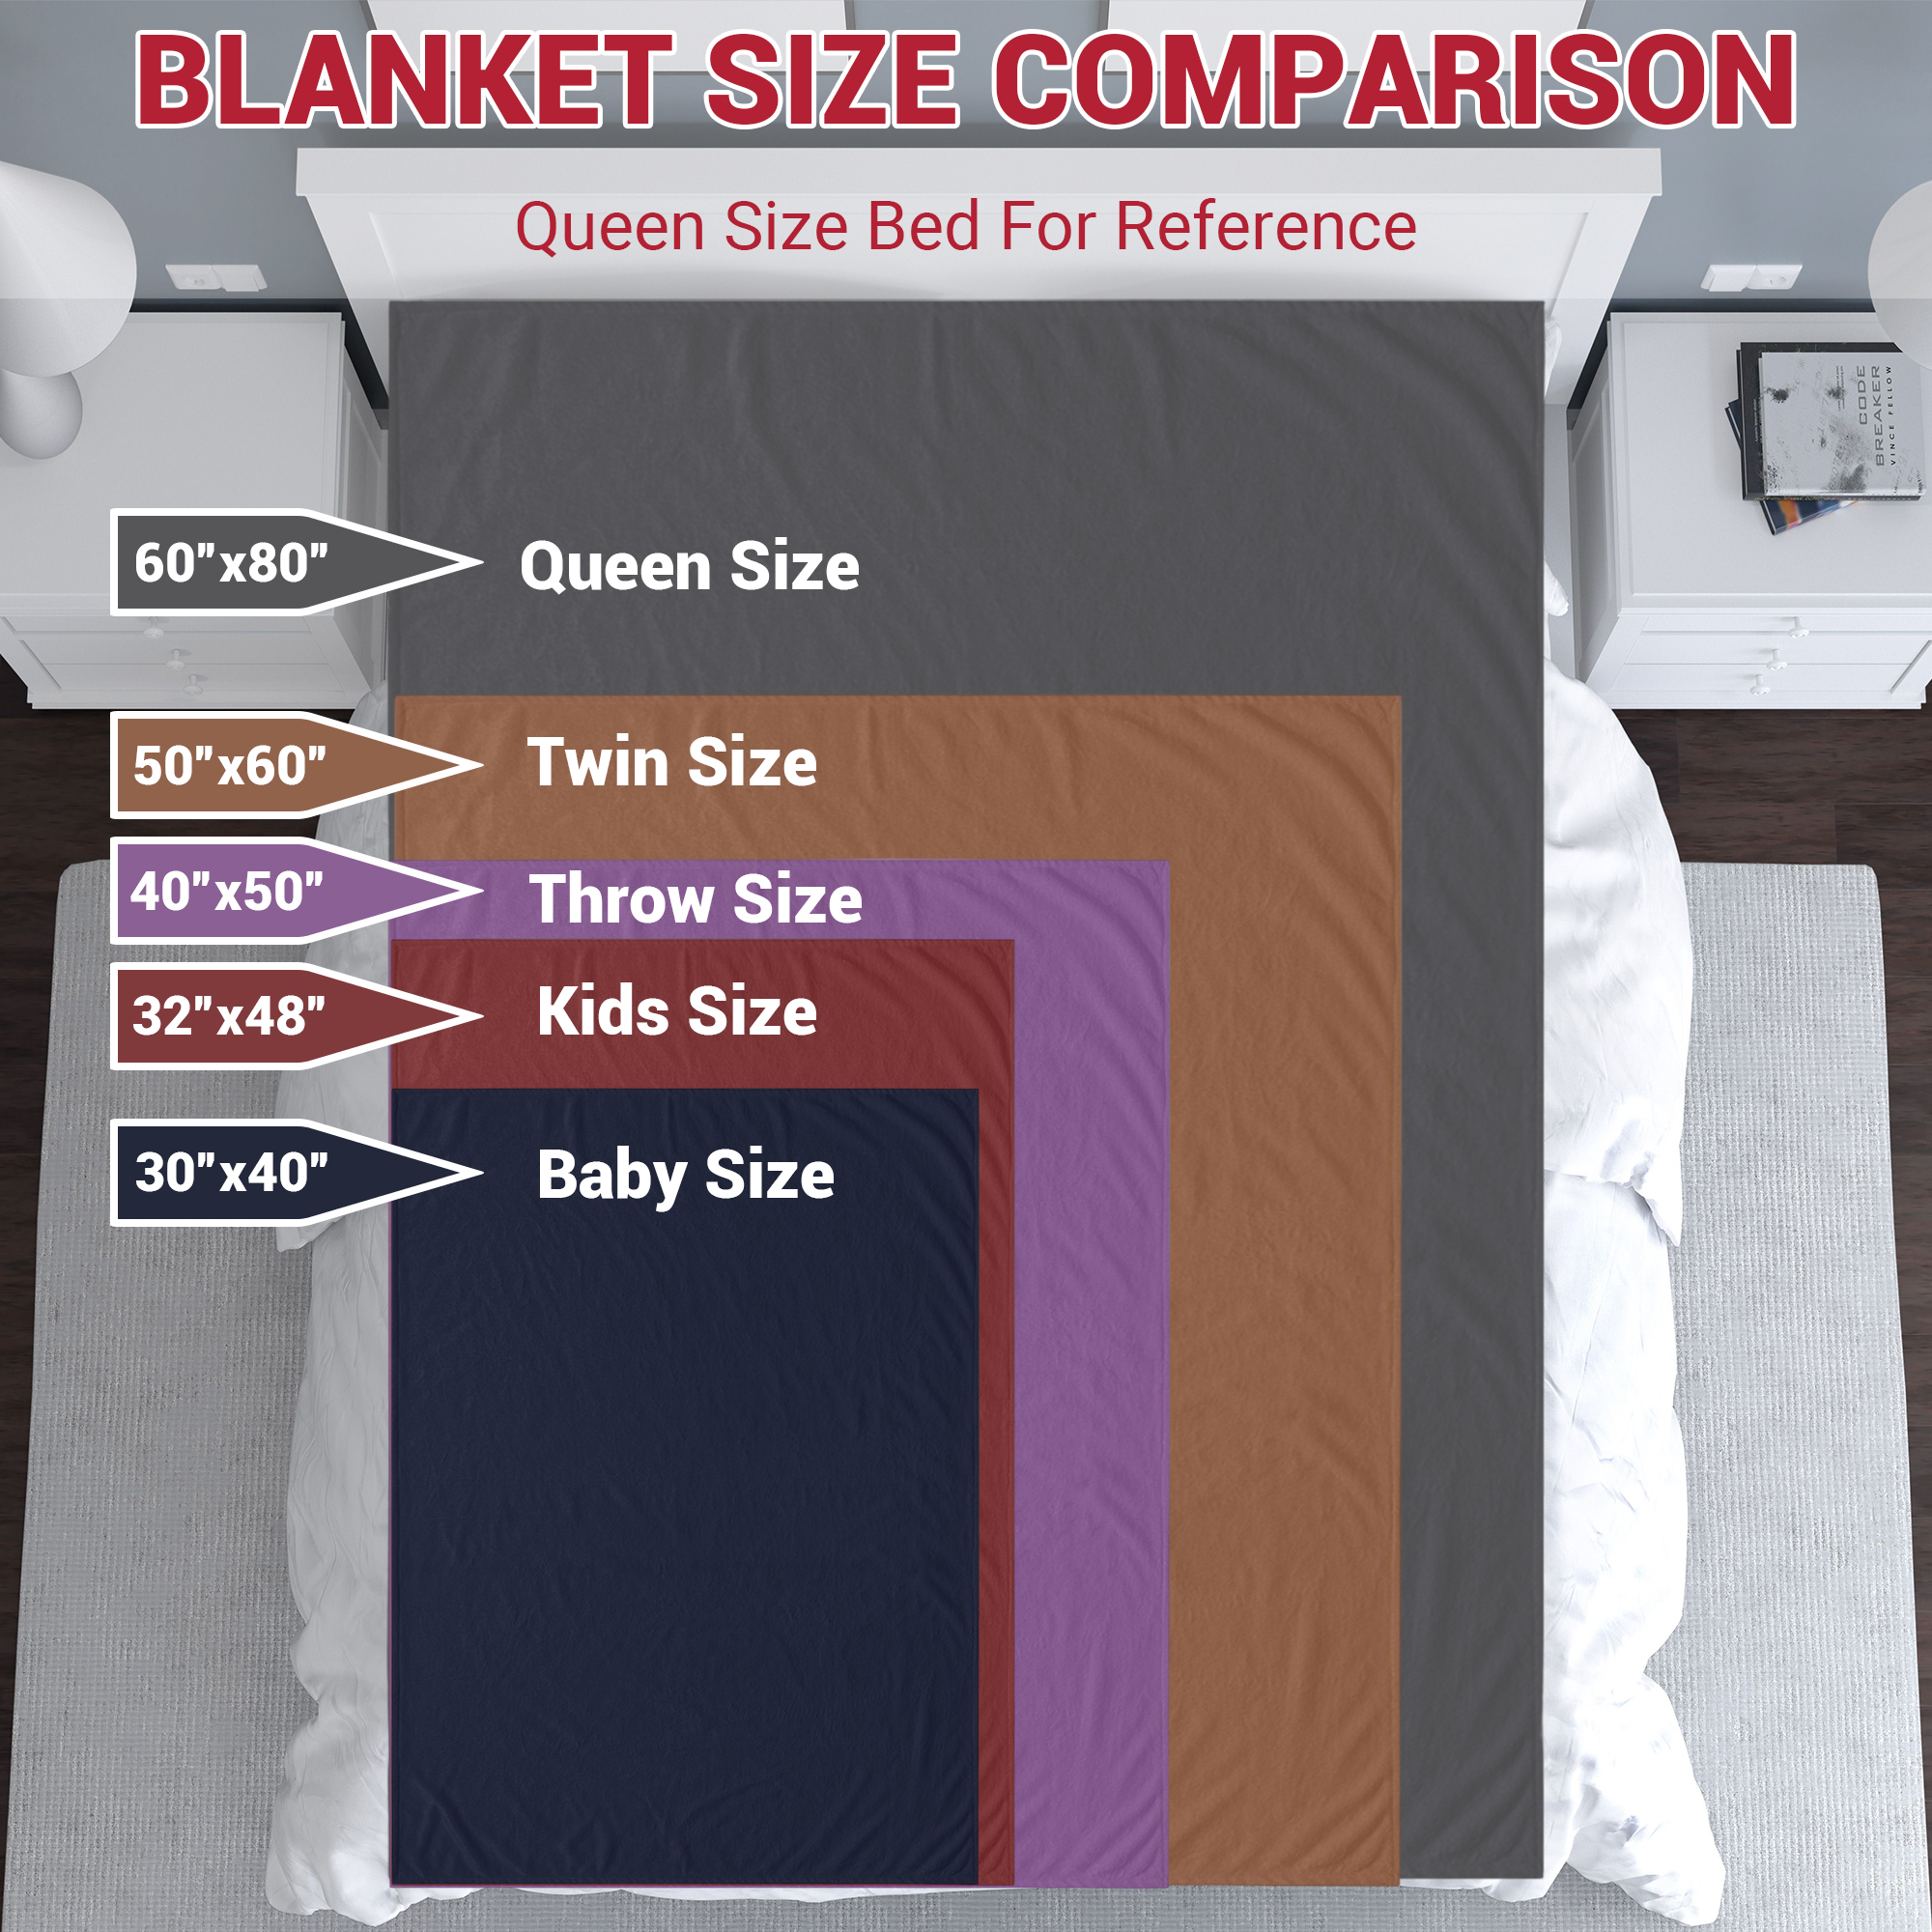 BLANKET SIZE COMPARISON
Queen Size Bed For Reference
CODE
BREAKER
VINCE FELLOW
60”x80” Queen Size
50”x60” Twin Size
40”x50” Throw Size
32”x48” Kids Size
30”x40” Baby Size